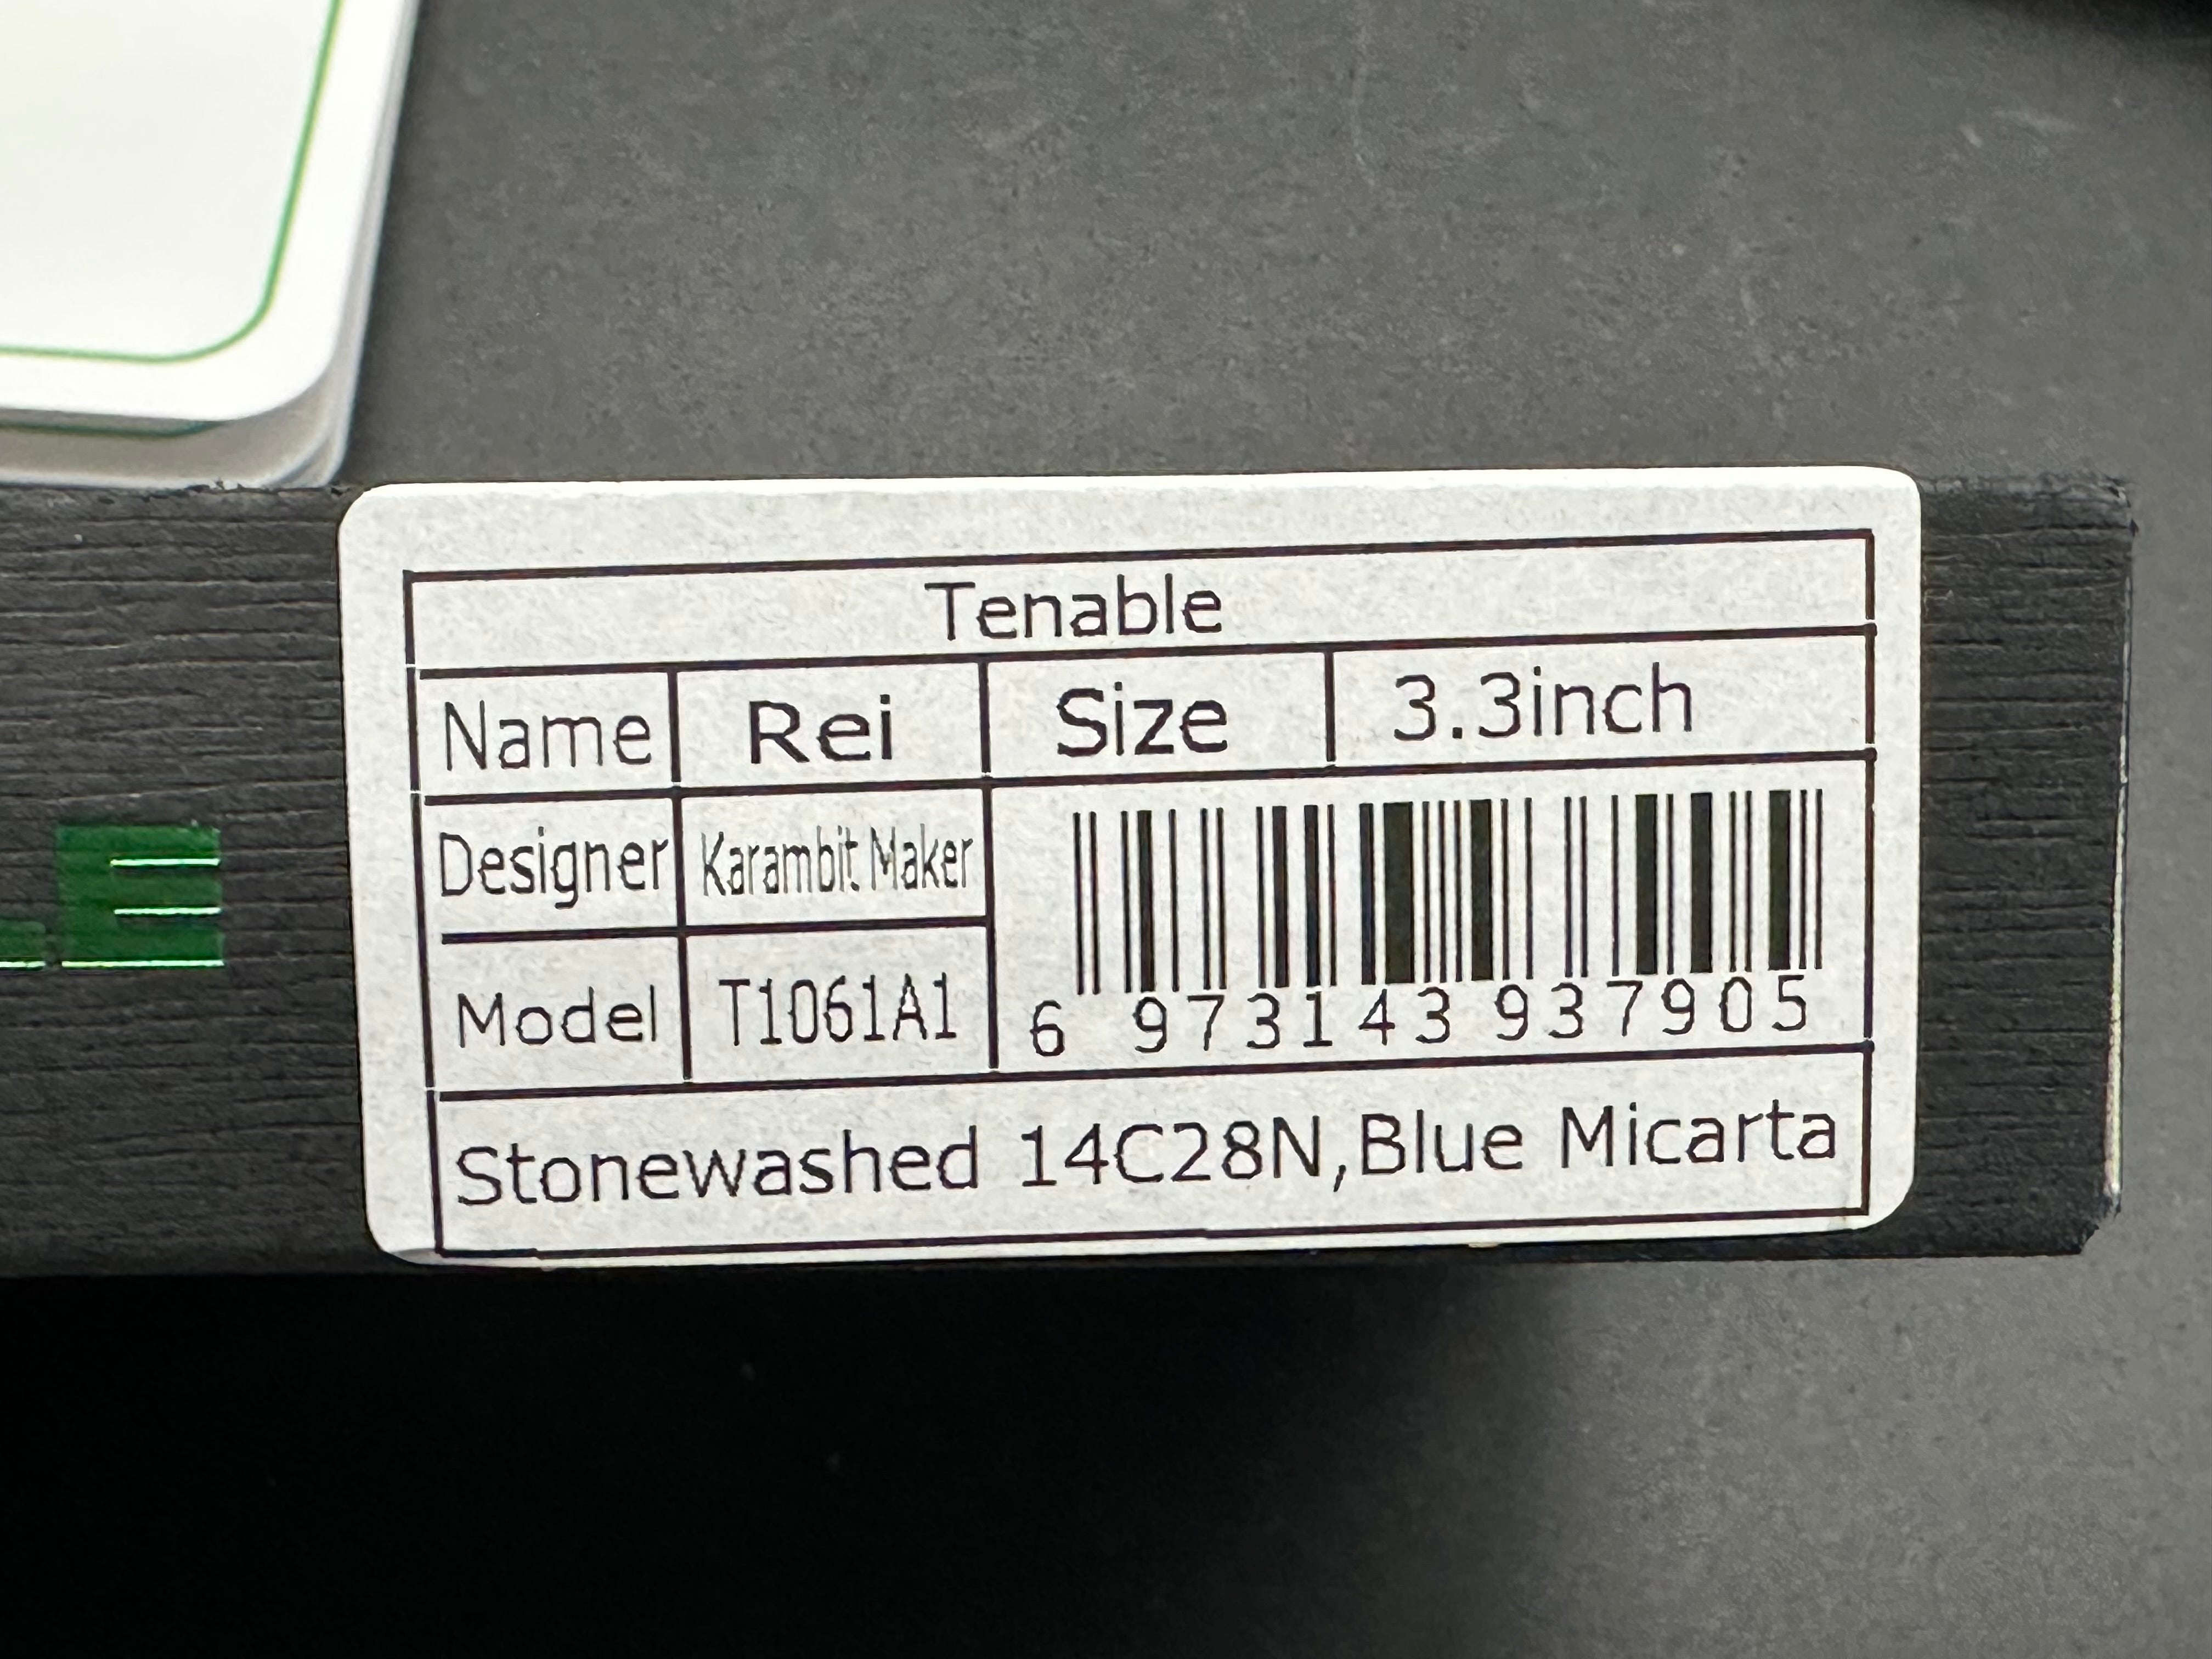 Tenable
Name Rei Size 3.3inch
Designer Karambit Maker
Model T1061A1
6 973143 937905
Stonewashed 14C28N,Blue Micarta
E